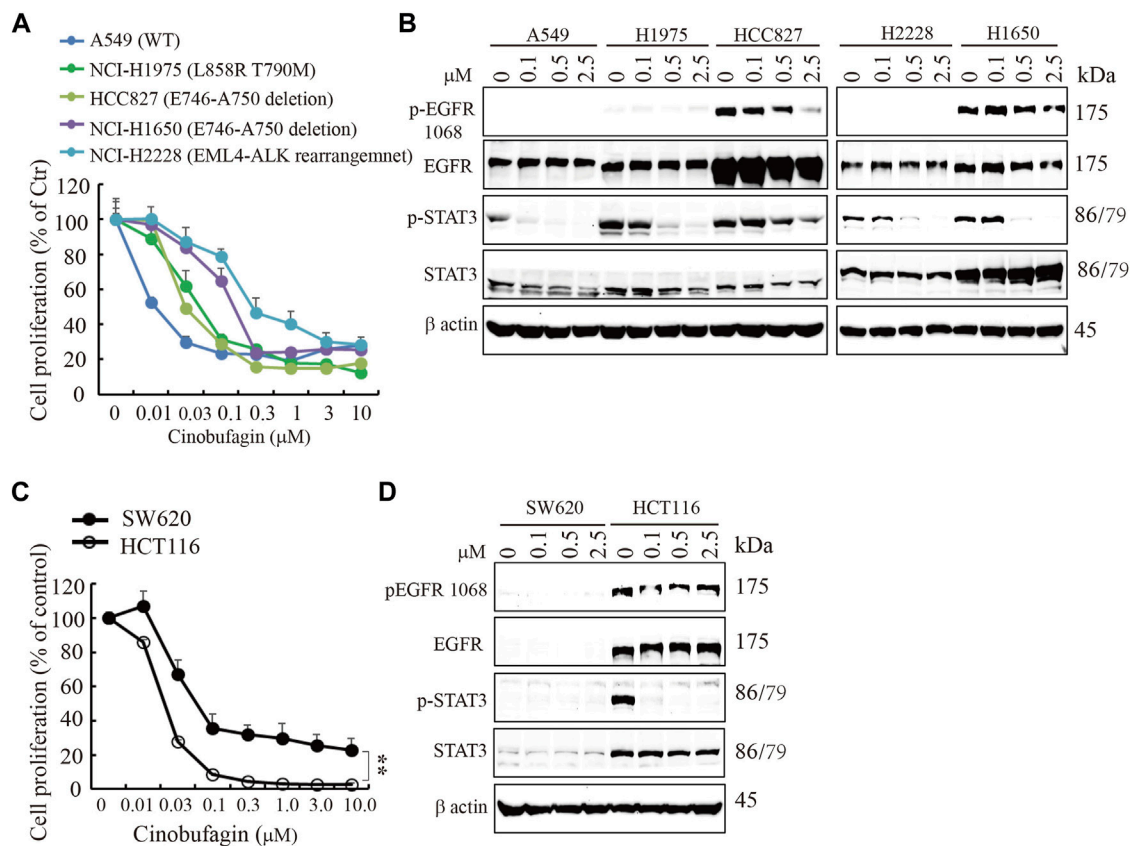 A
A549 (WT)
NCI-H1975 (L858R T790M)
HCC827 (E746-A750 deletion)
NCI-H1650 (E746-A750 deletion)
NCI-H2228 (EML4-ALK rearrangemnet)
Cell proliferation (% of Ctr)
120
100
80
60
40
20
0
0 0.01 0.03 0.1 0.3 1 3 10
Cinobufagin (μM)
B
A549 H1975 HCC827 H2228 H1650
μM 0 0.1 0.5 2.5 0 0.1 0.5 2.5 0 0.1 0.5 2.5 0 0.1 0.5 2.5 0 0.1 0.5 2.5 kDa
p-EGFR 1068 175
EGFR 175
p-STAT3 86/79
STAT3 86/79
β actin 45
C
SW620
HCT116
Cell proliferation (% of control)
120
100
80
60
40
20
0
**
0 0.01 0.03 0.1 0.3 1.0 3.0 10.0
Cinobufagin (μM)
D
SW620 HCT116
μM 0 0.1 0.5 2.5 0 0.1 0.5 2.5 kDa
pEGFR 1068 175
EGFR 175
p-STAT3 86/79
STAT3 86/79
β actin 45